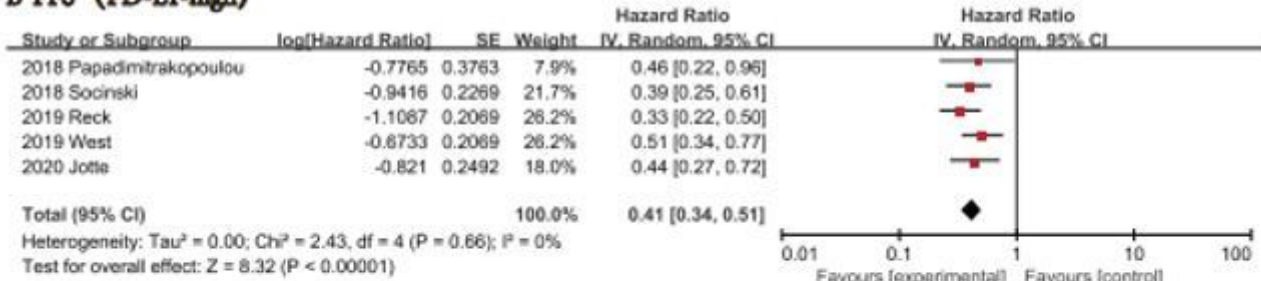 B PFS (PD-L1-high)
Hazard Ratio Hazard Ratio
Study or Subgroup log[Hazard Ratio] SE Weight IV, Random, 95% CI IV, Random, 95% CI
2018 Papadimitrakopoulou -0.7765 0.3763 7.9% 0.46 [0.22, 0.96]
2018 Socinski -0.9416 0.2269 21.7% 0.39 [0.25, 0.61]
2019 Reck -1.1087 0.2069 26.2% 0.33 [0.22, 0.50]
2019 West -0.6733 0.2069 26.2% 0.51 [0.34, 0.77]
2020 Jotte -0.821 0.2492 18.0% 0.44 [0.27, 0.72]
Total (95% CI) 100.0% 0.41 [0.34, 0.51]
Heterogeneity: Tau² = 0.00; Chi² = 2.43, df = 4 (P = 0.66); I² = 0%
Test for overall effect: Z = 8.32 (P < 0.00001)
0.01 0.1 1 10 100
Favours [experimental] Favours [control]